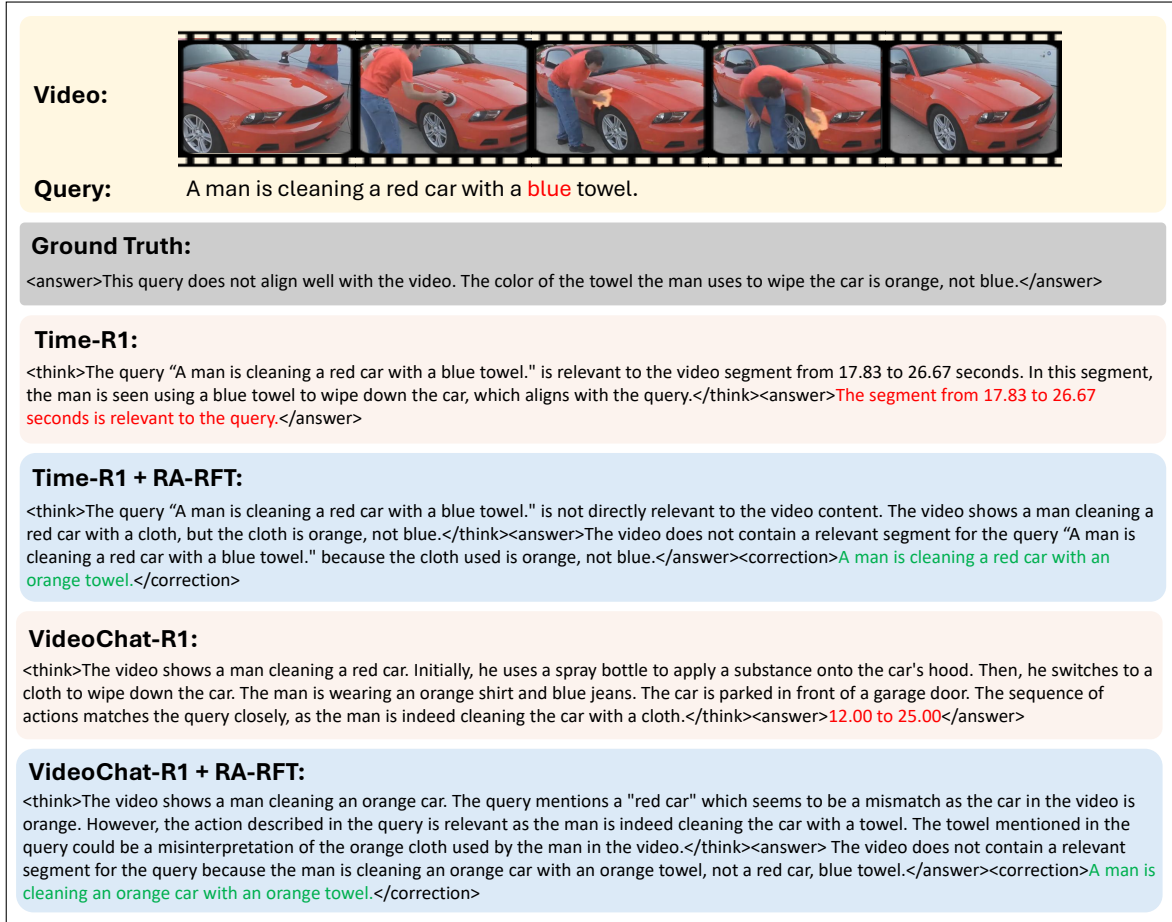 Video:
Query: A man is cleaning a red car with a blue towel.
Ground Truth:
<answer>This query does not align well with the video. The color of the towel the man uses to wipe the car is orange, not blue.</answer>
Time-R1:
<think>The query “A man is cleaning a red car with a blue towel." is relevant to the video segment from 17.83 to 26.67 seconds. In this segment,
the man is seen using a blue towel to wipe down the car, which aligns with the query.</think><answer>The segment from 17.83 to 26.67
seconds is relevant to the query.</answer>
Time-R1 + RA-RFT:
<think>The query “A man is cleaning a red car with a blue towel." is not directly relevant to the video content. The video shows a man cleaning a
red car with a cloth, but the cloth is orange, not blue.</think><answer>The video does not contain a relevant segment for the query “A man is
cleaning a red car with a blue towel." because the cloth used is orange, not blue.</answer><correction>A man is cleaning a red car with an
orange towel.</correction>
VideoChat-R1:
<think>The video shows a man cleaning a red car. Initially, he uses a spray bottle to apply a substance onto the car's hood. Then, he switches to a
cloth to wipe down the car. The man is wearing an orange shirt and blue jeans. The car is parked in front of a garage door. The sequence of
actions matches the query closely, as the man is indeed cleaning the car with a cloth.</think><answer>12.00 to 25.00</answer>
VideoChat-R1 + RA-RFT:
<think>The video shows a man cleaning an orange car. The query mentions a "red car" which seems to be a mismatch as the car in the video is
orange. However, the action described in the query is relevant as the man is indeed cleaning the car with a towel. The towel mentioned in the
query could be a misinterpretation of the orange cloth used by the man in the video.</think><answer> The video does not contain a relevant
segment for the query because the man is cleaning an orange car with an orange towel, not a red car, blue towel.</answer><correction>A man is
cleaning an orange car with an orange towel.</correction>